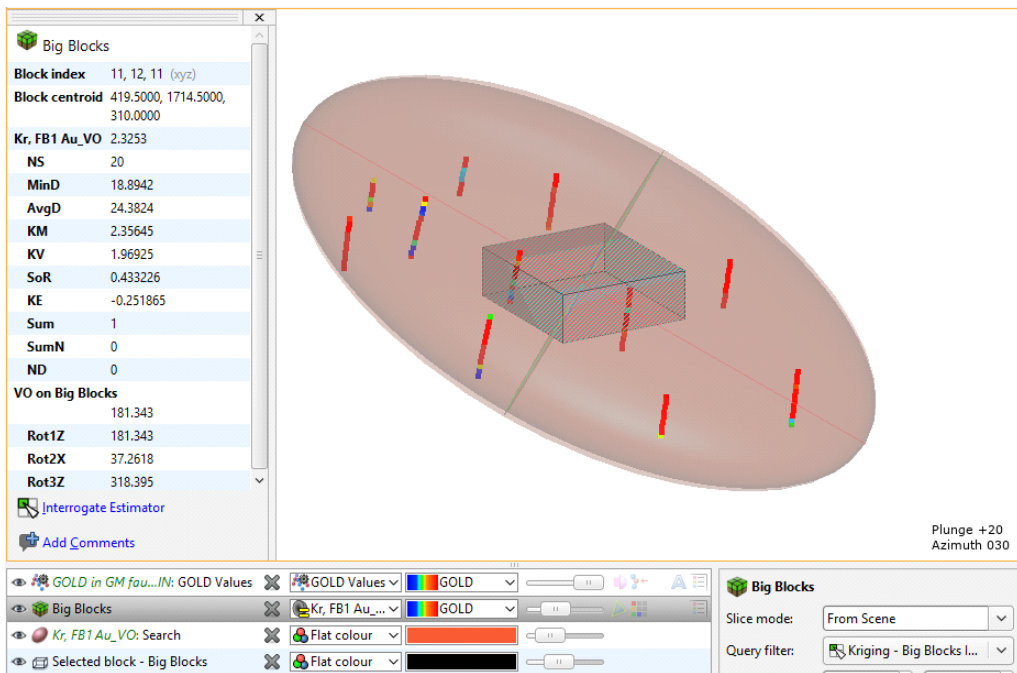 Big Blocks
Block index 11, 12, 11 (xyz)
Block centroid 419.5000, 1714.5000,
310.0000
Kr, FB1 Au_VO 2.3253
NS 20
MinD 18.8942
AvgD 24.3824
KM 2.35645
KV 1.96925
SoR 0.433226
KE -0.251865
Sum 1
SumN 0
ND 0
VO on Big Blocks
181.343
Rot1Z 181.343
Rot2X 37.2618
Rot3Z 318.395
Interrogate Estimator
Add Comments
Plunge +20
Azimuth 030
GOLD in GM fau...IN: GOLD Values GOLD Values GOLD
Big Blocks Kr, FB1 Au_... GOLD
Kr, FB1 Au_VO: Search Flat colour
Selected block - Big Blocks Flat colour
Big Blocks
Slice mode: From Scene
Query filter: Kriging - Big Blocks I...